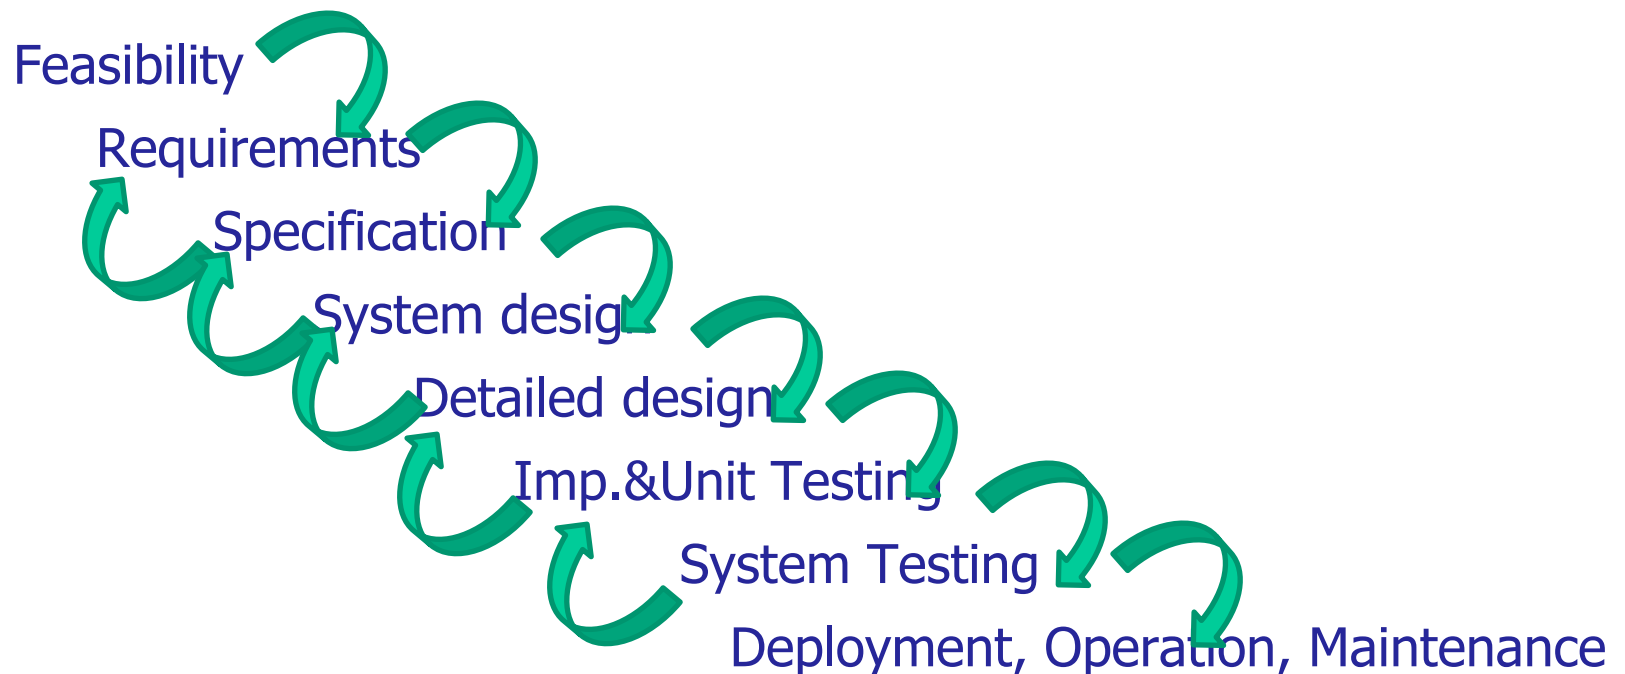 Feasibility
Requirements
Specification
System design
Detailed design
Imp.&Unit Testing
System Testing
Deployment, Operation, Maintenance